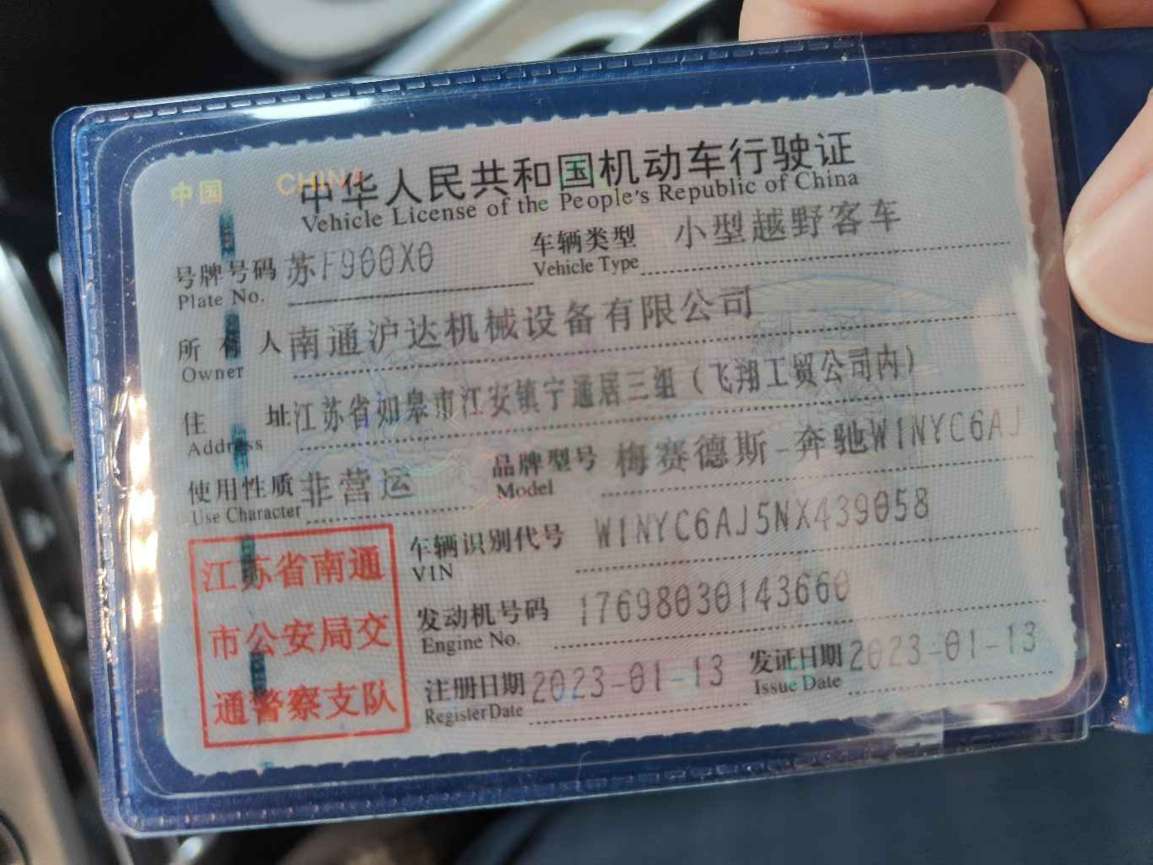 中国 CHINA
中华人民共和国机动车行驶证
Vehicle License of the People's Republic of China
号牌号码 苏F900X0 车辆类型 小型越野客车
Plate No. Vehicle Type
所有人 南通沪达机械设备有限公司
Owner
住址 江苏省如皋市江安镇宁通居三组(飞翔工贸公司内)
Address
使用性质 非营运 品牌型号 梅赛德斯-奔驰W1NYC6AJ
Use Character Model
车辆识别代号 W1NYC6AJ5NX439058
VIN
发动机号码 17698030143660
Engine No.
注册日期 2023-01-13 发证日期 2023-01-13
Register Date Issue Date
江苏省南通
市公安局交
通警察支队